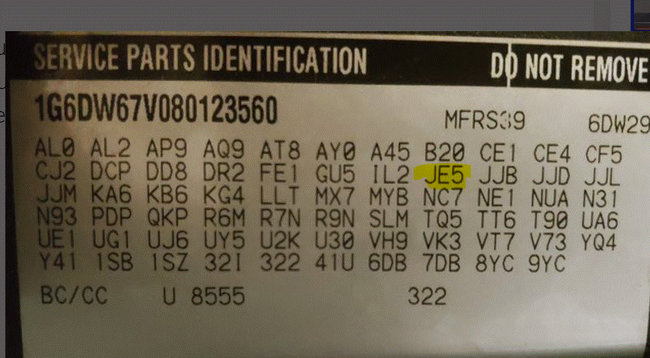 SERVICE PARTS IDENTIFICATION DO NOT REMOVE
1G6DW67V080123560 MFRS39 6DW29
AL0 AL2 AP9 AQ9 AT8 AY0 A45 B20 CE1 CE4 CF5
CJ2 DCP DD8 DR2 FE1 GU5 IL2 JE5 JJB JJD JJL
JJM KA6 KB6 KG4 LLT MX7 MYB NC7 NE1 NUA N31
N93 PDP QKP R6M R7N R9N SLM TQ5 TT6 T90 UA6
UE1 UG1 UJ6 UY5 U2K U30 VH9 VK3 VT7 V73 YQ4
Y41 1SB 1SZ 32I 322 41U 6DB 7DB 8YC 9YC
BC/CC U 8555 322